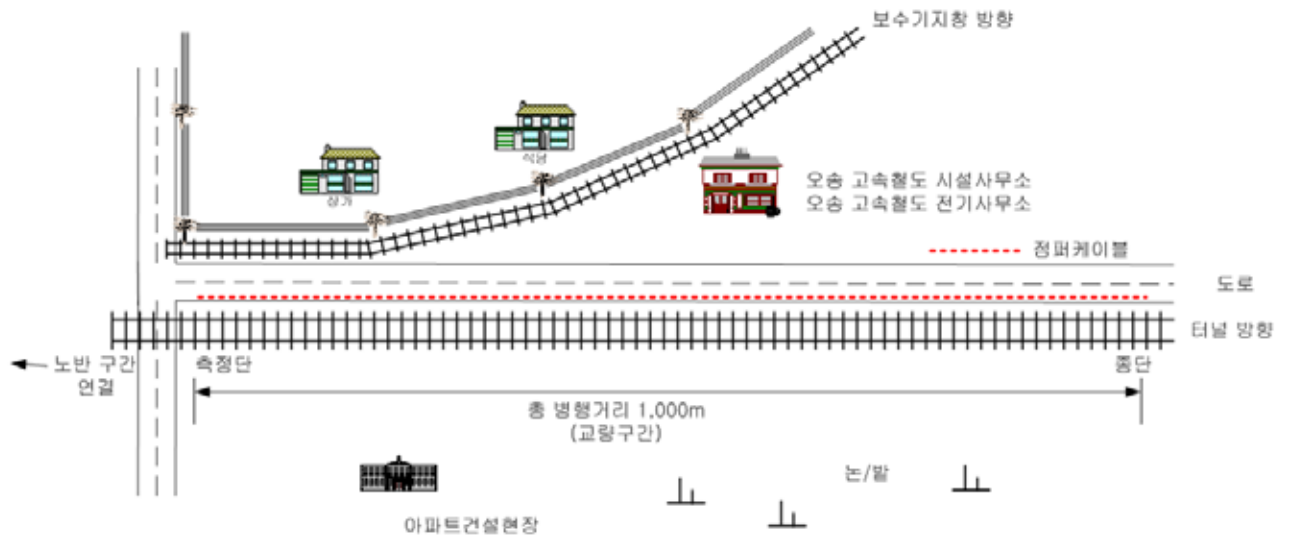 보수기지창 방향
식당
상가
오송 고속철도 시설사무소
오송 고속철도 전기사무소
점퍼케이블
도로
터널 방향
노반 구간
연결
측정단
종단
총 병행거리 1,000m
(교량구간)
논/밭
아파트건설현장